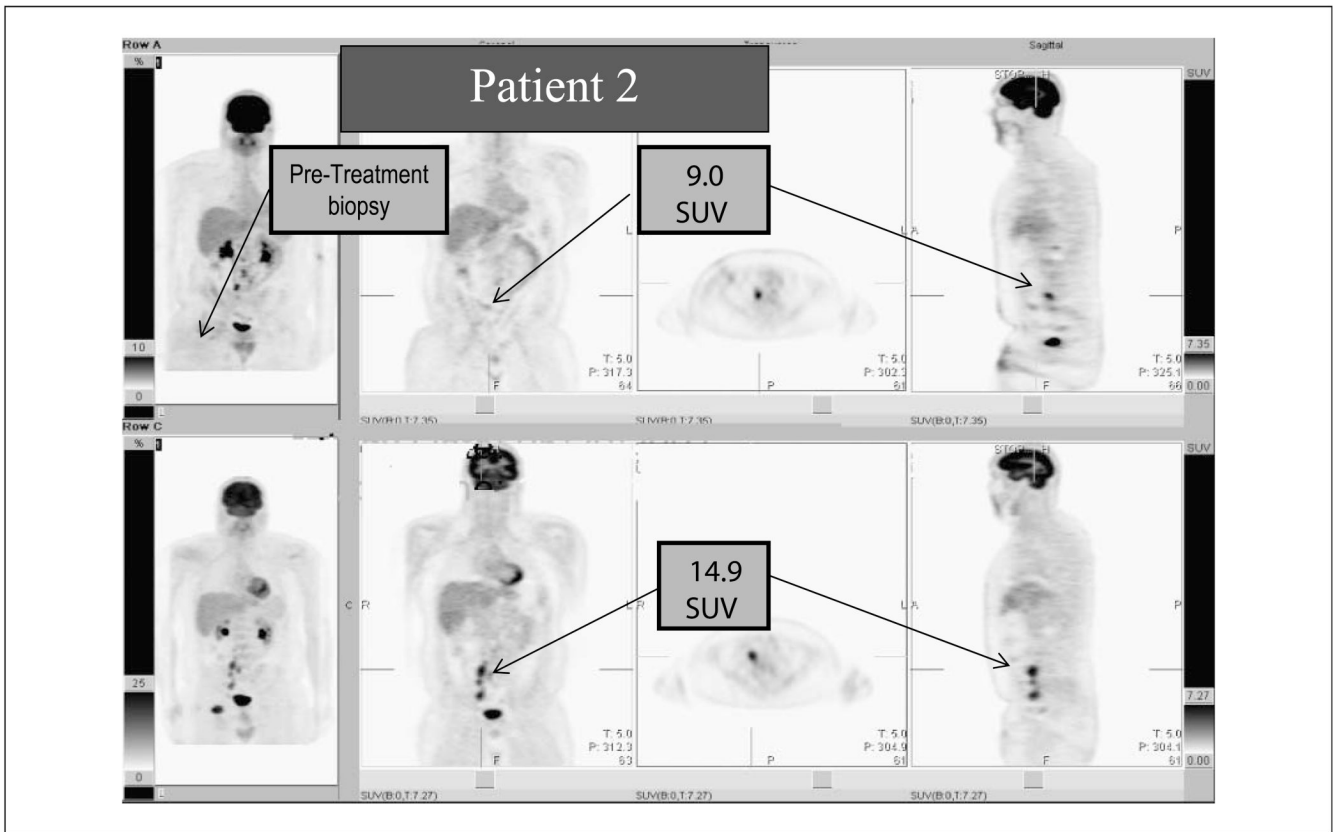 Row A
Sagittal
%
1
Patient 2
STOP H
SUV
Pre-Treatment
biopsy
9.0
SUV
L
A
P
10
0
7.35
0.00
T: 5.0
P: 317.3
64
F
T: 5.0
P: 302.3
61
P
T: 5.0
P: 325.1
66
F
L
SUV(B:0,T:7.35)
SUV(B:0,T:7.35)
SUV(B:0,T:7.35)
Row C
%
1
STOP H
SUV
14.9
SUV
C
R
L
R
L
A
P
25
0
7.27
0.00
T: 5.0
P: 312.3
63
F
T: 5.0
P: 304.9
61
P
T: 5.0
P: 304.1
61
F
L
SUV(B:0,T:7.27)
SUV(B:0,T:7.27)
SUV(B:0,T:7.27)